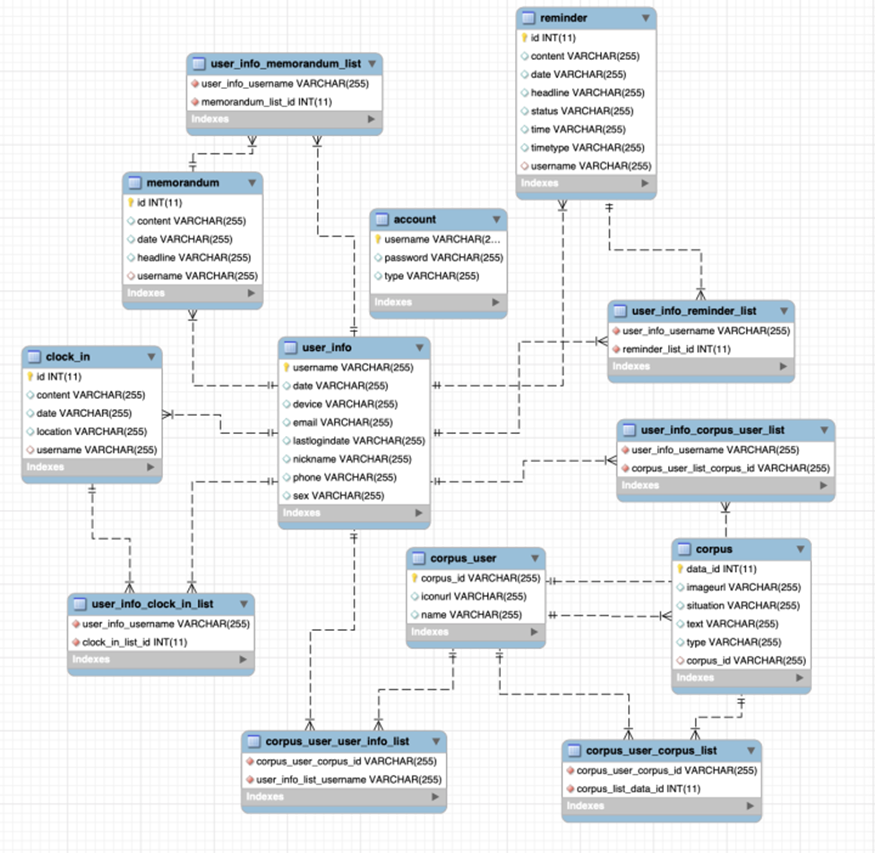 reminder
id INT(11)
content VARCHAR(255)
date VARCHAR(255)
headline VARCHAR(255)
status VARCHAR(255)
time VARCHAR(255)
timetype VARCHAR(255)
username VARCHAR(255)
Indexes
user_info_memorandum_list
user_info_username VARCHAR(255)
memorandum_list_id INT(11)
Indexes
memorandum
id INT(11)
content VARCHAR(255)
date VARCHAR(255)
headline VARCHAR(255)
username VARCHAR(255)
Indexes
account
username VARCHAR(2...
password VARCHAR(255)
type VARCHAR(255)
Indexes
user_info_reminder_list
user_info_username VARCHAR(255)
reminder_list_id INT(11)
Indexes
clock_in
id INT(11)
content VARCHAR(255)
date VARCHAR(255)
location VARCHAR(255)
username VARCHAR(255)
Indexes
user_info
username VARCHAR(255)
date VARCHAR(255)
device VARCHAR(255)
email VARCHAR(255)
lastlogindate VARCHAR(255)
nickname VARCHAR(255)
phone VARCHAR(255)
sex VARCHAR(255)
Indexes
user_info_corpus_user_list
user_info_username VARCHAR(255)
corpus_user_list_corpus_id VARCHAR(255)
Indexes
corpus_user
corpus_id VARCHAR(255)
iconurl VARCHAR(255)
name VARCHAR(255)
Indexes
corpus
data_id INT(11)
imageurl VARCHAR(255)
situation VARCHAR(255)
text VARCHAR(255)
type VARCHAR(255)
corpus_id VARCHAR(255)
Indexes
user_info_clock_in_list
user_info_username VARCHAR(255)
clock_in_list_id INT(11)
Indexes
corpus_user_user_info_list
corpus_user_corpus_id VARCHAR(255)
user_info_list_username VARCHAR(255)
Indexes
corpus_user_corpus_list
corpus_user_corpus_id VARCHAR(255)
corpus_list_data_id INT(11)
Indexes